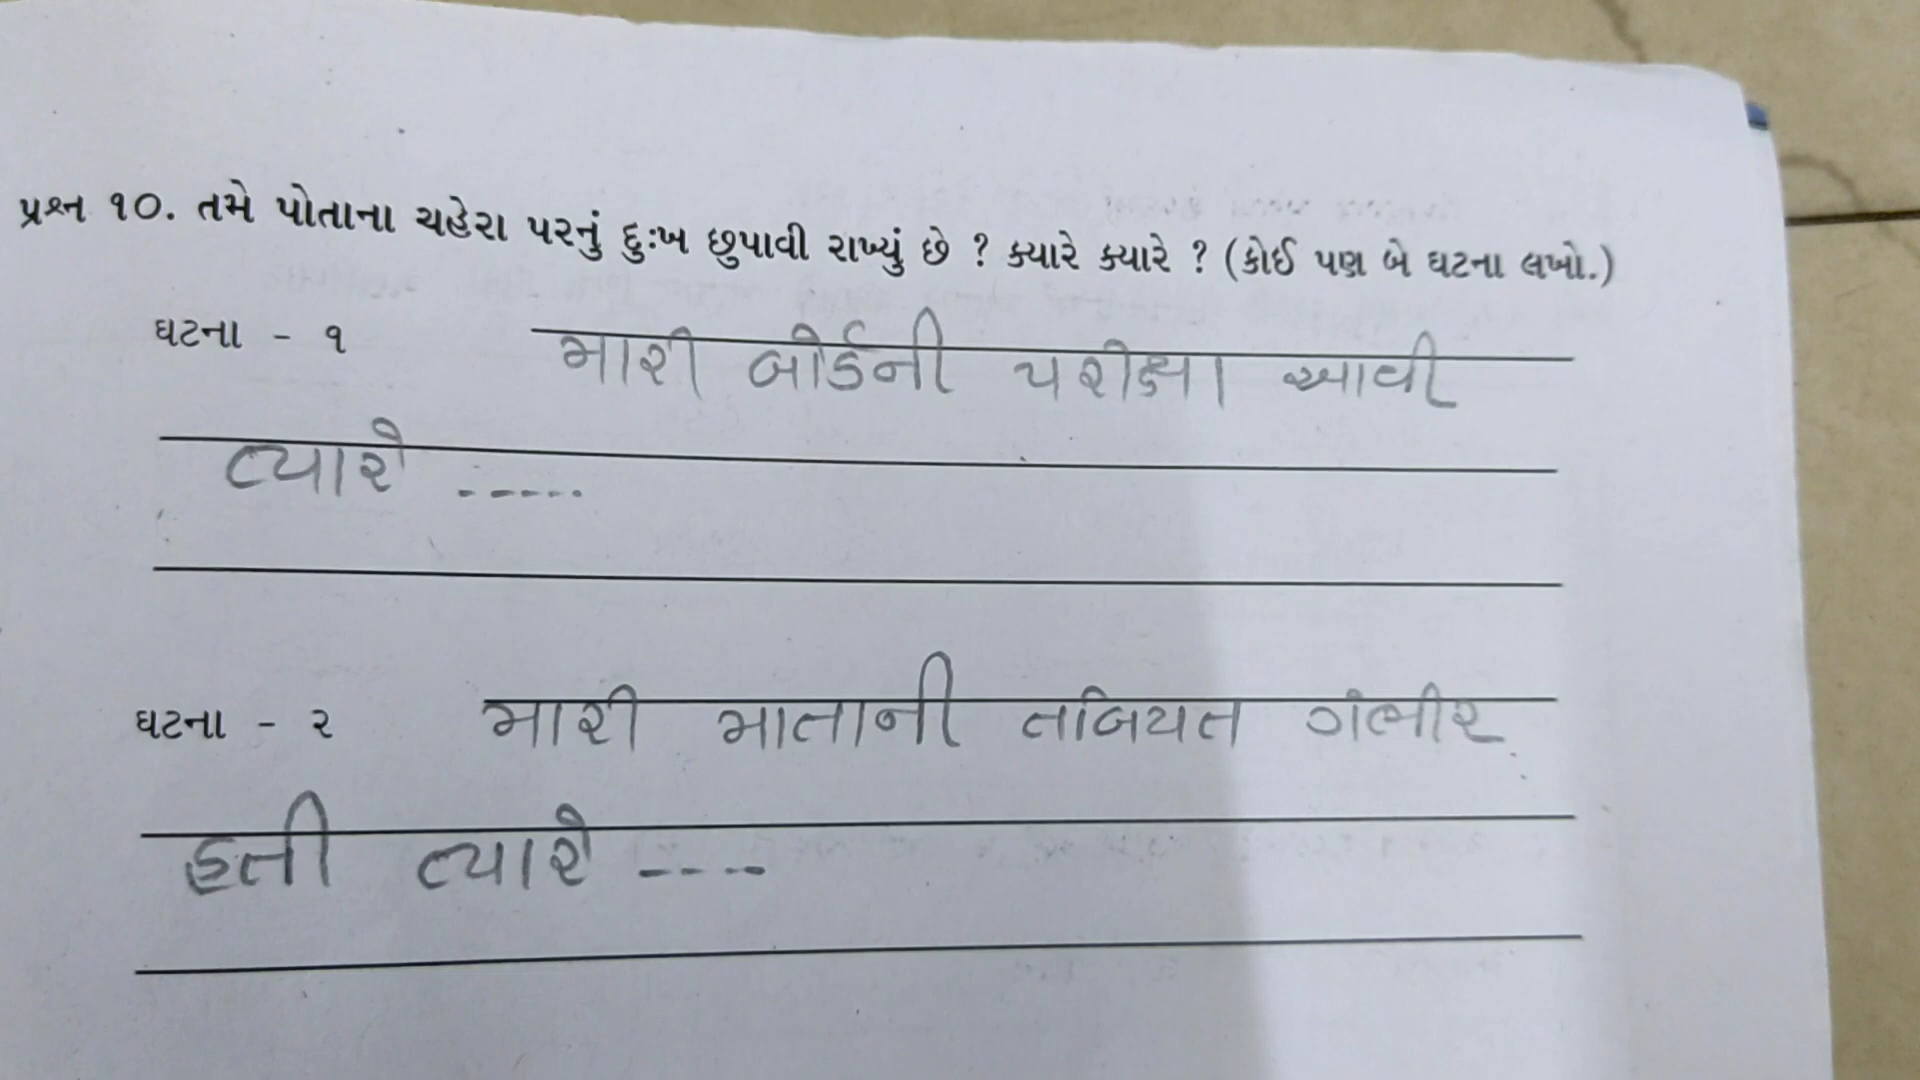 પ્રશ્ન ૧૦. તમે પોતાના ચહેરા પરનું દુઃખ છુપાવી રાખ્યું છે ? ક્યારે ક્યારે ? (કોઈ પણ બે ઘટના લખો.)
ઘટના - ૧ મારી બોર્ડની પરીક્ષા આવી
ત્યારે -----
ઘટના - ૨ મારી માતાની તબિયત ગંભીર
હતી ત્યારે ----